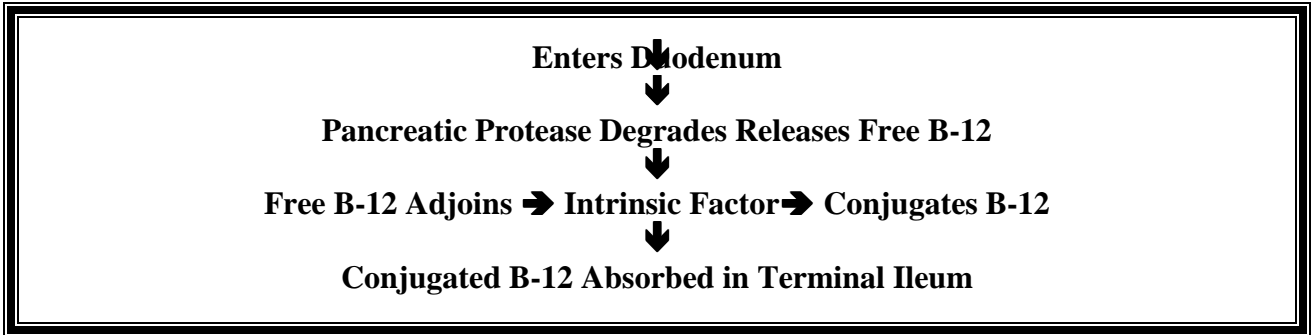 Enters Duodenum
Pancreatic Protease Degrades Releases Free B-12
Free B-12 Adjoins 🡺 Intrinsic Factor🡺 Conjugates B-12
Conjugated B-12 Absorbed in Terminal Ileum